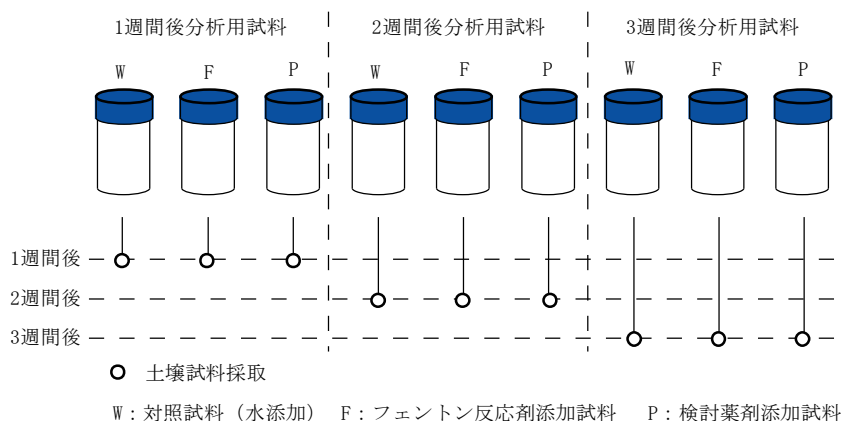 1週間後分析用試料 2週間後分析用試料 3週間後分析用試料
W F P W F P W F P
1週間後
2週間後
3週間後
土壌試料採取
W：対照試料（水添加） F：フェントン反応剤添加試料 P：検討薬剤添加試料